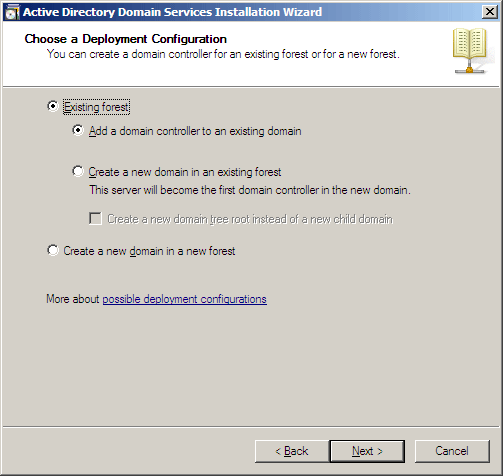 Active Directory Domain Services Installation Wizard
Choose a Deployment Configuration
You can create a domain controller for an existing forest or for a new forest.
Existing forest
Add a domain controller to an existing domain
Create a new domain in an existing forest
This server will become the first domain controller in the new domain.
Create a new domain tree root instead of a new child domain
Create a new domain in a new forest
More about possible deployment configurations
< Back Next > Cancel